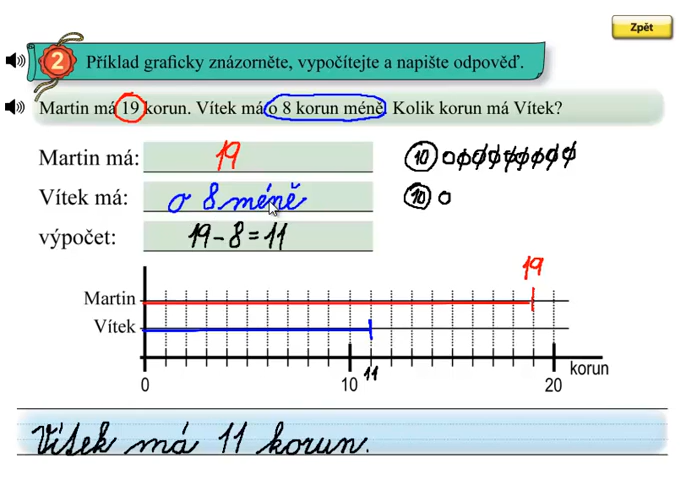 Zpět
2 Příklad graficky znázorněte, vypočítejte a napište odpověď.
Martin má 19 korun. Vítek má o 8 korun méně. Kolik korun má Vítek?
Martin má: 19
10
Vítek má: o 8 méně
10
výpočet: 19-8=11
19
Martin
Vítek
0 10 11 20 korun
Vítek má 11 korun.